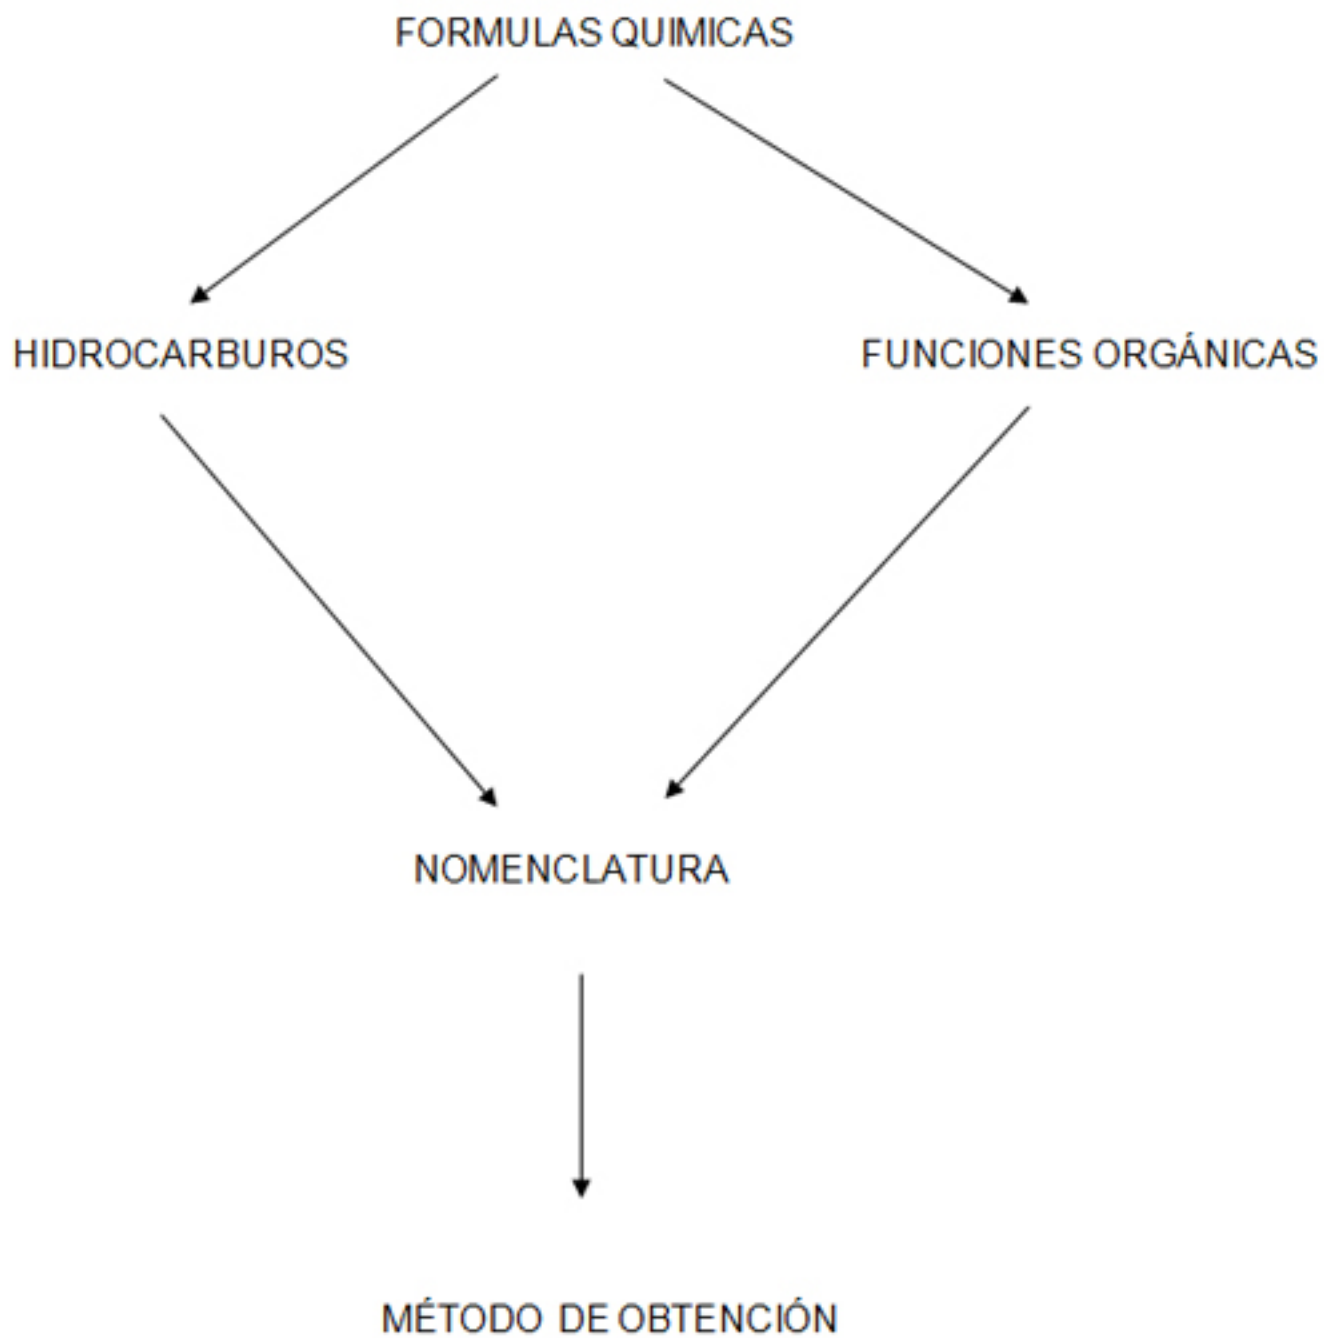 FORMULAS QUIMICAS
HIDROCARBUROS
FUNCIONES ORGÁNICAS
NOMENCLATURA
MÉTODO DE OBTENCIÓN